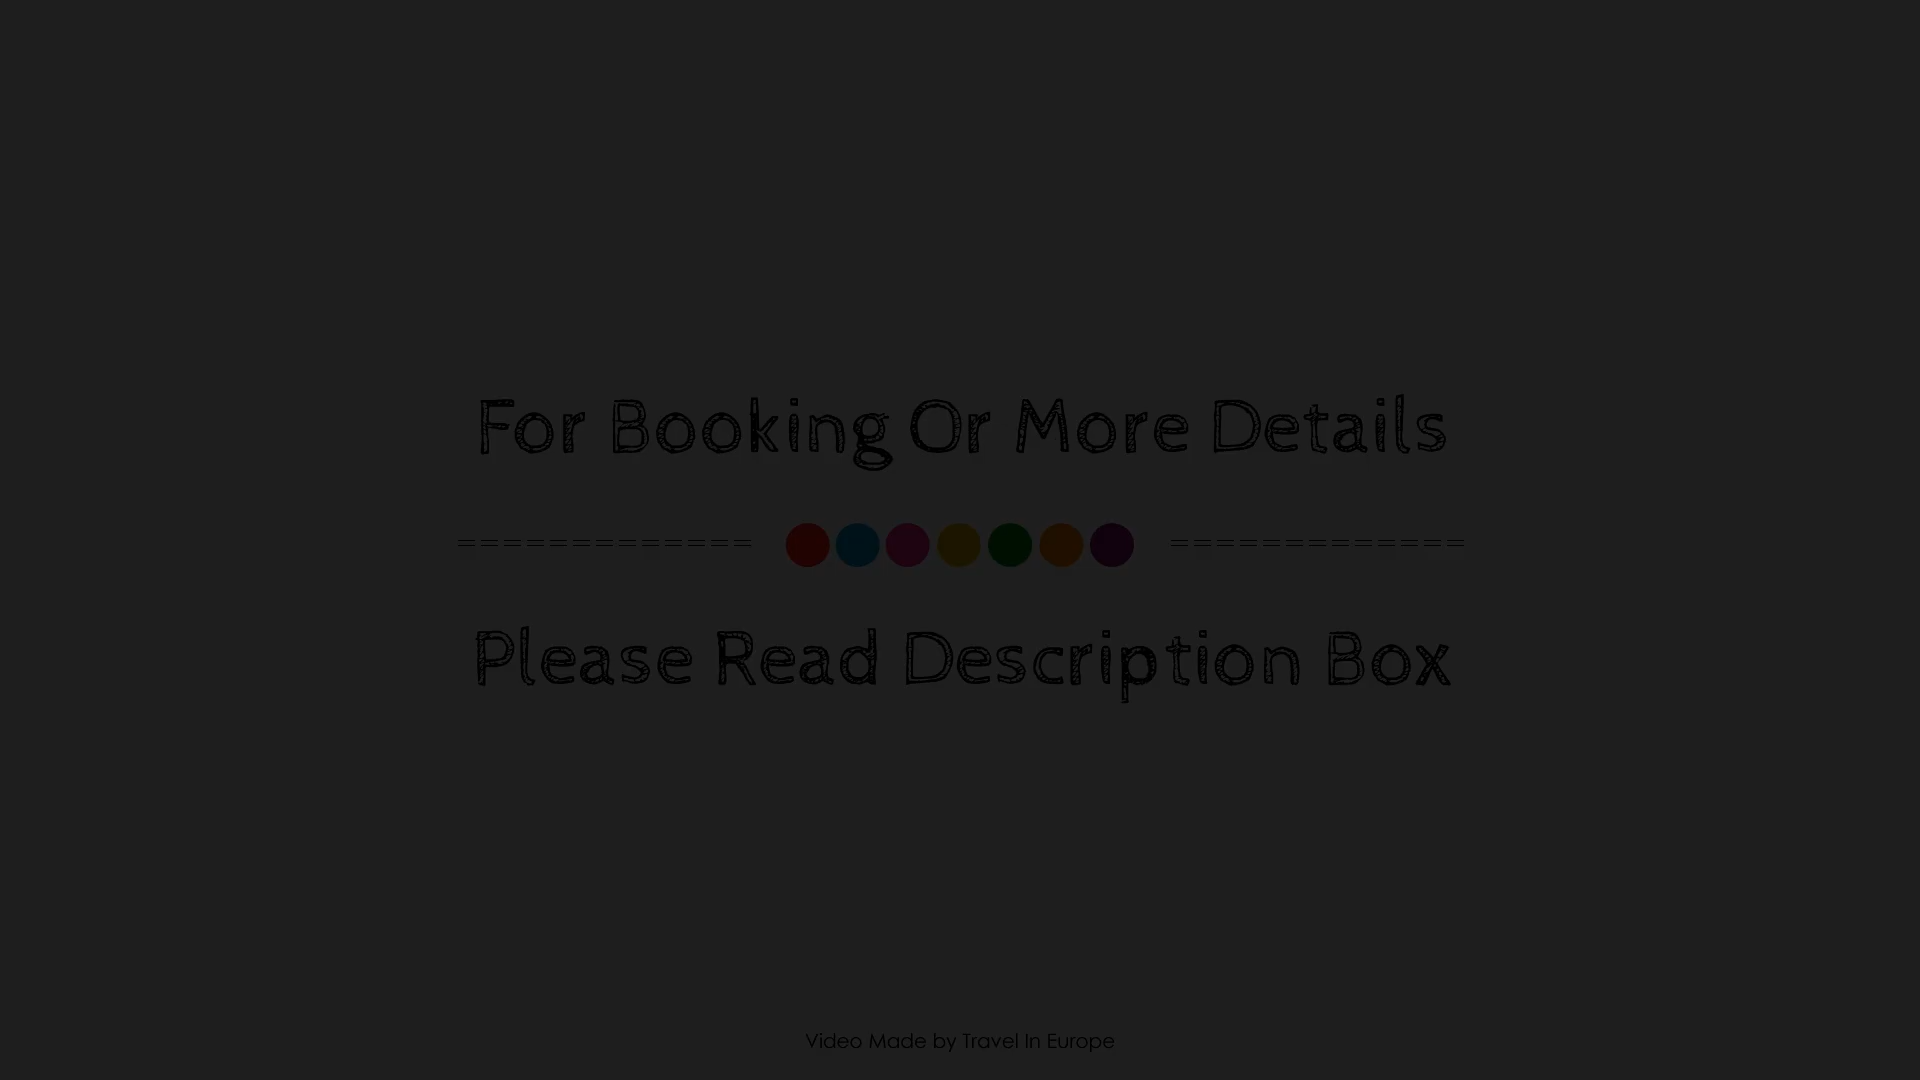 For Booking Or More Details
============= =============
Please Read Description Box
Video Made by Travel In Europe